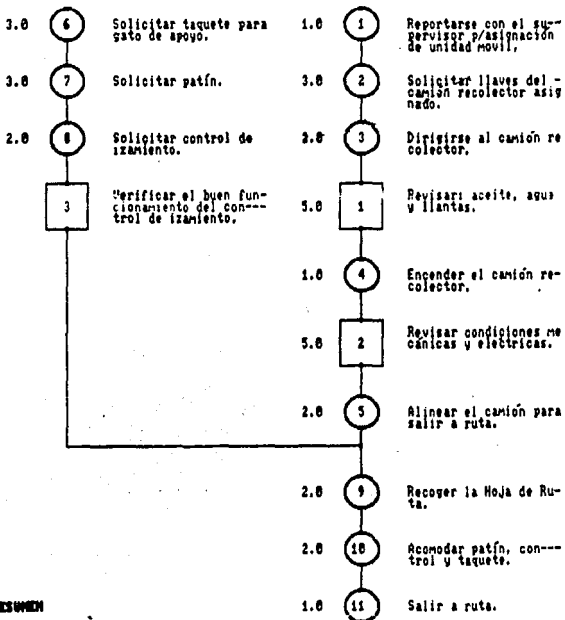 3.0 6 Solicitar taquete para
gato de apoyo.
3.0 7 Solicitar patín.
2.0 8 Solicitar control de
izamiento.
3 Verificar el buen fun-
cionamiento del con---
trol de izamiento.
1.0 1 Reportarse con el su--
pervisor p/asignación
de unidad movil.
3.0 2 Solicitar llaves del -
camión recolector asig
nado.
3 Dirigirse al camión re
colector.
5.0 1 Revisar: aceite, agua
y llantas.
1.0 4 Encender el camión re-
colector.
5.0 2 Revisar condiciones me
cánicas y eléctricas.
2.0 5 Alinear el camión para
salir a ruta.
2.0 9 Recoger la Hoja de Ru-
ta.
2.0 10 Acomodar patín, con---
trol y taquete.
1.0 11 Salir a ruta.
ESUMEN